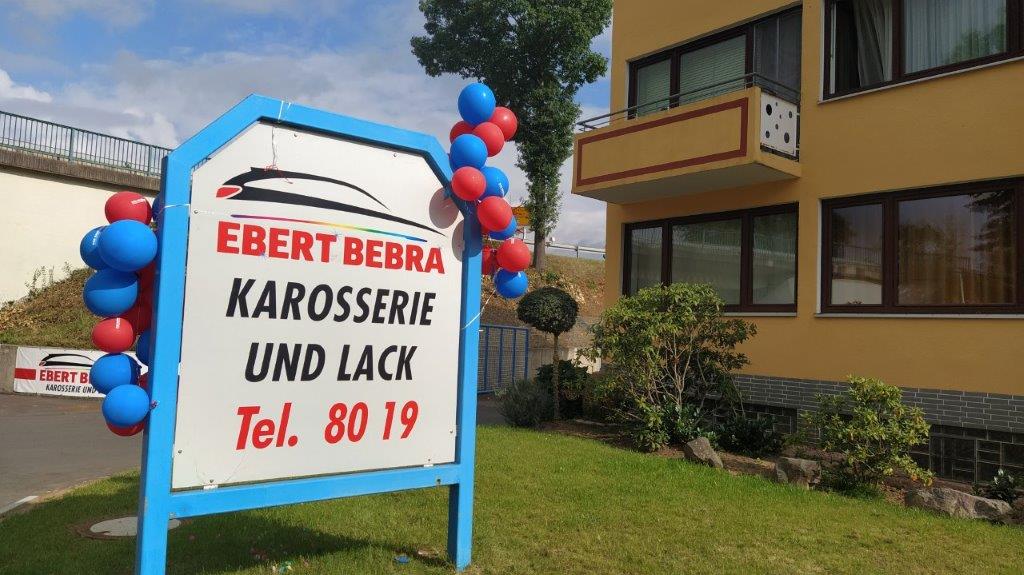 EBERT BEBRA
KAROSSERIE
UND LACK
Tel. 80 19
EBERT B
KAROSSERIE UND